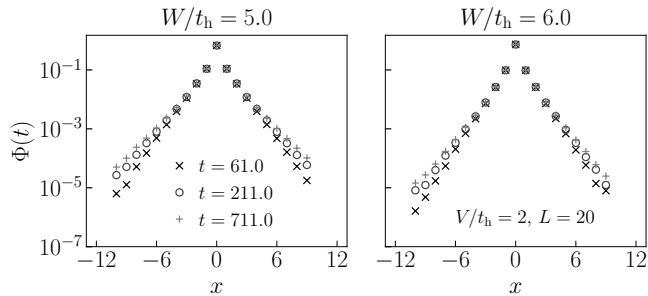 W/t_h = 5.0
W/t_h = 6.0
Φ(t)
10^−1
10^−3
10^−5
10^−7
t = 61.0
t = 211.0
t = 711.0
V/t_h = 2, L = 20
−12 −6 0 6 12
−12 −6 0 6 12
x
x